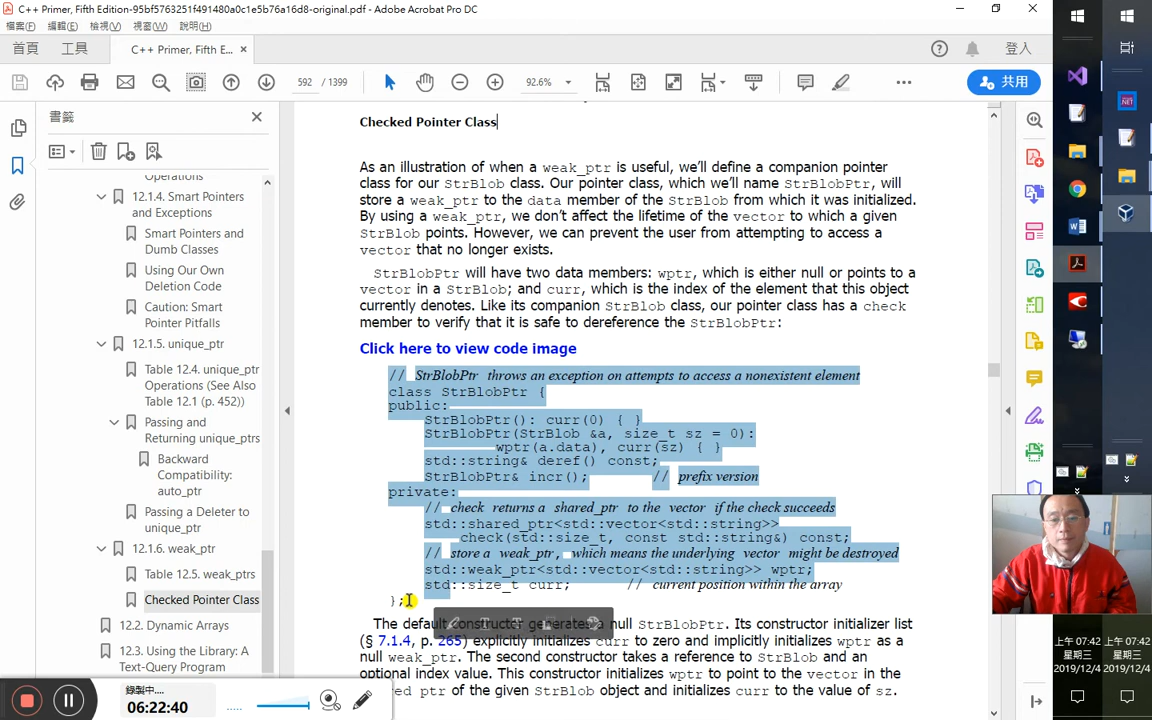 C++ Primer, Fifth Edition-95bf5763251f491480a0c1e5b76a16d8-original.pdf - Adobe Acrobat Pro DC
檔案(F) 編輯(E) 檢視(V) 視窗(W) 說明(H)
首頁 工具 C++ Primer, Fifth E... × 登入
592 / 1399 92.6% 共用
書籤
Operations
12.1.4. Smart Pointers and Exceptions
Smart Pointers and Dumb Classes
Using Our Own Deletion Code
Caution: Smart Pointer Pitfalls
12.1.5. unique_ptr
Table 12.4. unique_ptr Operations (See Also Table 12.1 (p. 452))
Passing and Returning unique_ptrs
Backward Compatibility: auto_ptr
Passing a Deleter to unique_ptr
12.1.6. weak_ptr
Table 12.5. weak_ptrs
Checked Pointer Class
12.2. Dynamic Arrays
12.3. Using the Library: A Text-Query Program
Checked Pointer Class
As an illustration of when a weak_ptr is useful, we'll define a companion pointer
class for our StrBlob class. Our pointer class, which we'll name StrBlobPtr, will
store a weak_ptr to the data member of the StrBlob from which it was initialized.
By using a weak_ptr, we don't affect the lifetime of the vector to which a given
StrBlob points. However, we can prevent the user from attempting to access a
vector that no longer exists.
StrBlobPtr will have two data members: wptr, which is either null or points to a
vector in a StrBlob; and curr, which is the index of the element that this object
currently denotes. Like its companion StrBlob class, our pointer class has a check
member to verify that it is safe to dereference the StrBlobPtr:
Click here to view code image
// StrBlobPtr throws an exception on attempts to access a nonexistent element
class StrBlobPtr {
public:
StrBlobPtr(): curr(0) { }
StrBlobPtr(StrBlob &a, size_t sz = 0):
wptr(a.data), curr(sz) { }
std::string& deref() const;
StrBlobPtr& incr(); // prefix version
private:
// check returns a shared_ptr to the vector if the check succeeds
std::shared_ptr<std::vector<std::string>>
check(std::size_t, const std::string&) const;
// store a weak_ptr, which means the underlying vector might be destroyed
std::weak_ptr<std::vector<std::string>> wptr;
std::size_t curr; // current position within the array
};
The default constructor generates a null StrBlobPtr. Its constructor initializer list
(§ 7.1.4, p. 265) explicitly initializes curr to zero and implicitly initializes wptr as a
null weak_ptr. The second constructor takes a reference to StrBlob and an
optional index value. This constructor initializes wptr to point to the vector in the
ptr of the given StrBlob object and initializes curr to the value of sz.
錄製中....
06:22:40
上午 07:42 上午 07:42
星期三 星期三
2019/12/4 2019/12/4